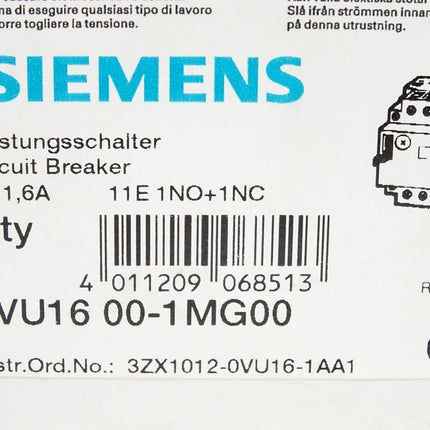 na di eseguire qualsiasi tipo di lavoro
orre togliere la tensione.
Slå ifrån strömmen innan
på denna utrustning.
SIEMENS
stungsschalter
cuit Breaker
1,6A 11E 1NO+1NC
ty
4 011209 068513
VU16 00-1MG00
str.Ord.No.: 3ZX1012-0VU16-1AA1